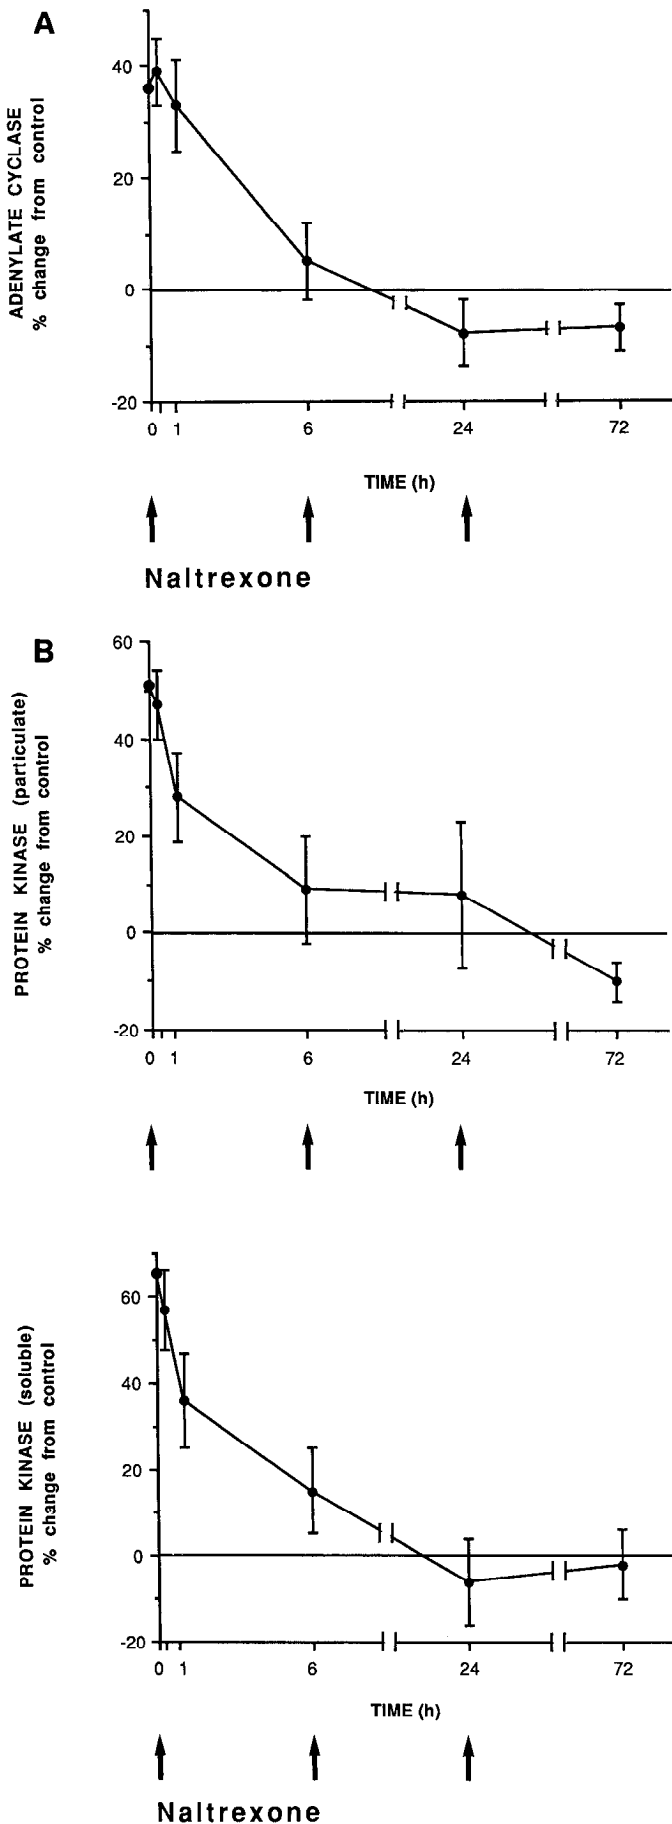 A
ADENYLATE CYCLASE
% change from control
40
20
0
-20
0 1 6 24 72
TIME (h)
Naltrexone
B
PROTEIN KINASE (particulate)
% change from control
60
40
20
0
-20
0 1 6 24 72
TIME (h)
PROTEIN KINASE (soluble)
% change from control
60
40
20
0
-20
0 1 6 24 72
TIME (h)
Naltrexone